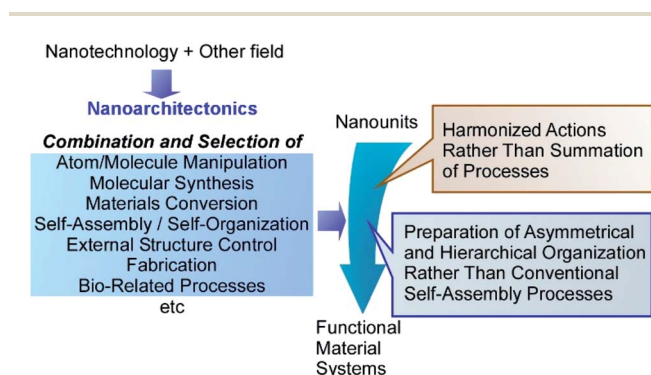 Nanotechnology + Other field
Nanoarchitectonics
Combination and Selection of
Atom/Molecule Manipulation
Molecular Synthesis
Materials Conversion
Self-Assembly / Self-Organization
External Structure Control
Fabrication
Bio-Related Processes
etc
Nanounits
Functional
Material
Systems
Harmonized Actions
Rather Than Summation
of Processes
Preparation of Asymmetrical
and Hierarchical Organization
Rather Than Conventional
Self-Assembly Processes